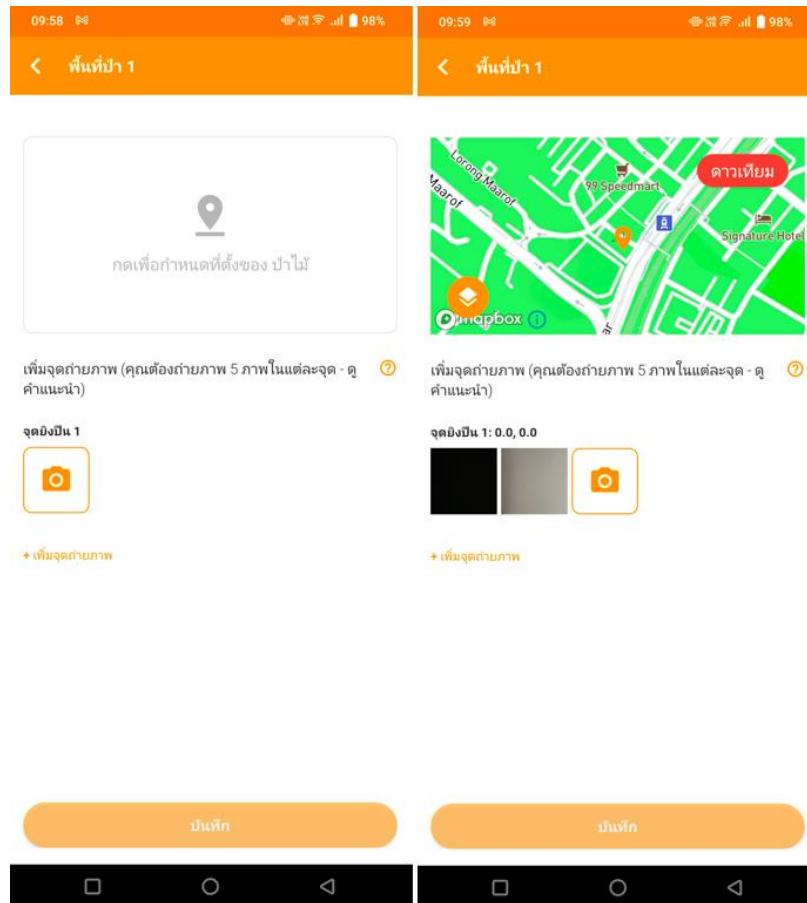 09:58
98%
พื้นที่ป่า 1
กดเพื่อกำหนดที่ตั้งของ ป่าไม้
เพิ่มจุดถ่ายภาพ (คุณต้องถ่ายภาพ 5 ภาพในแต่ละจุด - ดู
คำแนะนำ)
จุดยิงปืน 1
+ เพิ่มจุดถ่ายภาพ
บันทึก
09:59
98%
พื้นที่ป่า 1
Lorong Maarof
Maarof
99 Speedmart
ดาวเทียม
Signature Hotel
mapbox
เพิ่มจุดถ่ายภาพ (คุณต้องถ่ายภาพ 5 ภาพในแต่ละจุด - ดู
คำแนะนำ)
จุดยิงปืน 1: 0.0, 0.0
+ เพิ่มจุดถ่ายภาพ
บันทึก